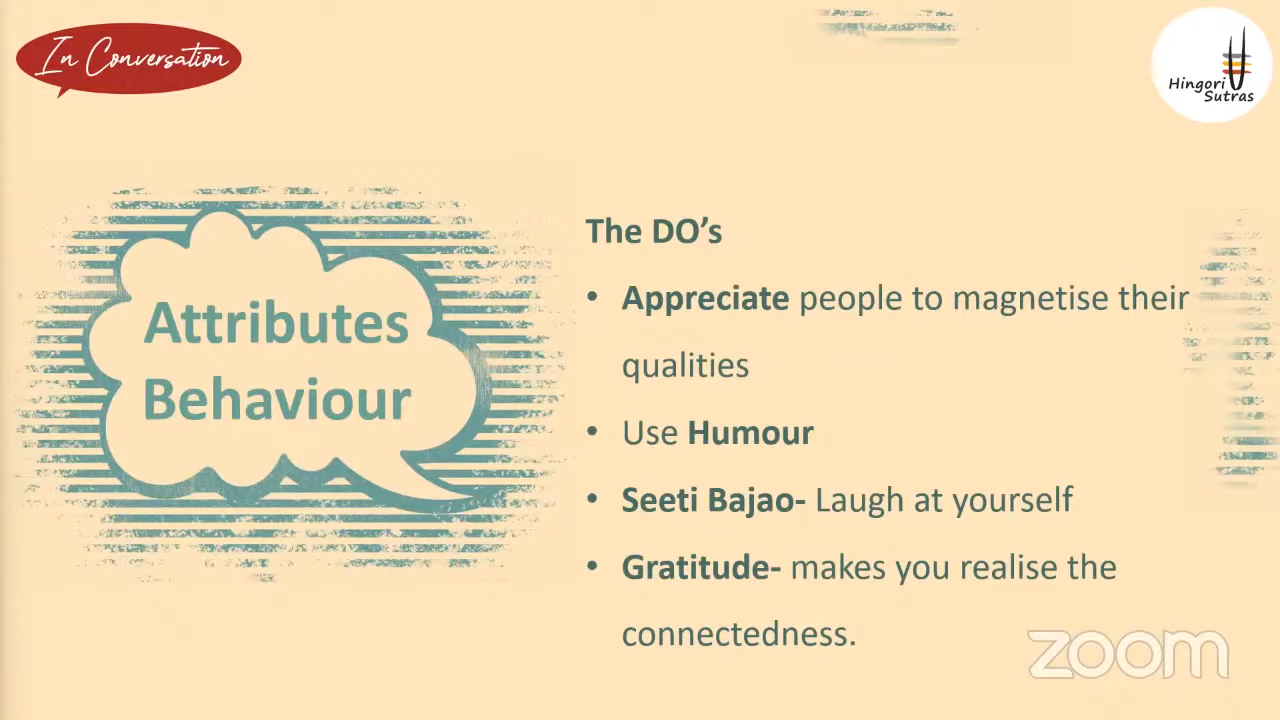 In Conversation
Hingori
Sutras
Attributes
Behaviour
The DO’s
• Appreciate people to magnetise their
qualities
• Use Humour
• Seeti Bajao- Laugh at yourself
• Gratitude- makes you realise the
connectedness.
zoom